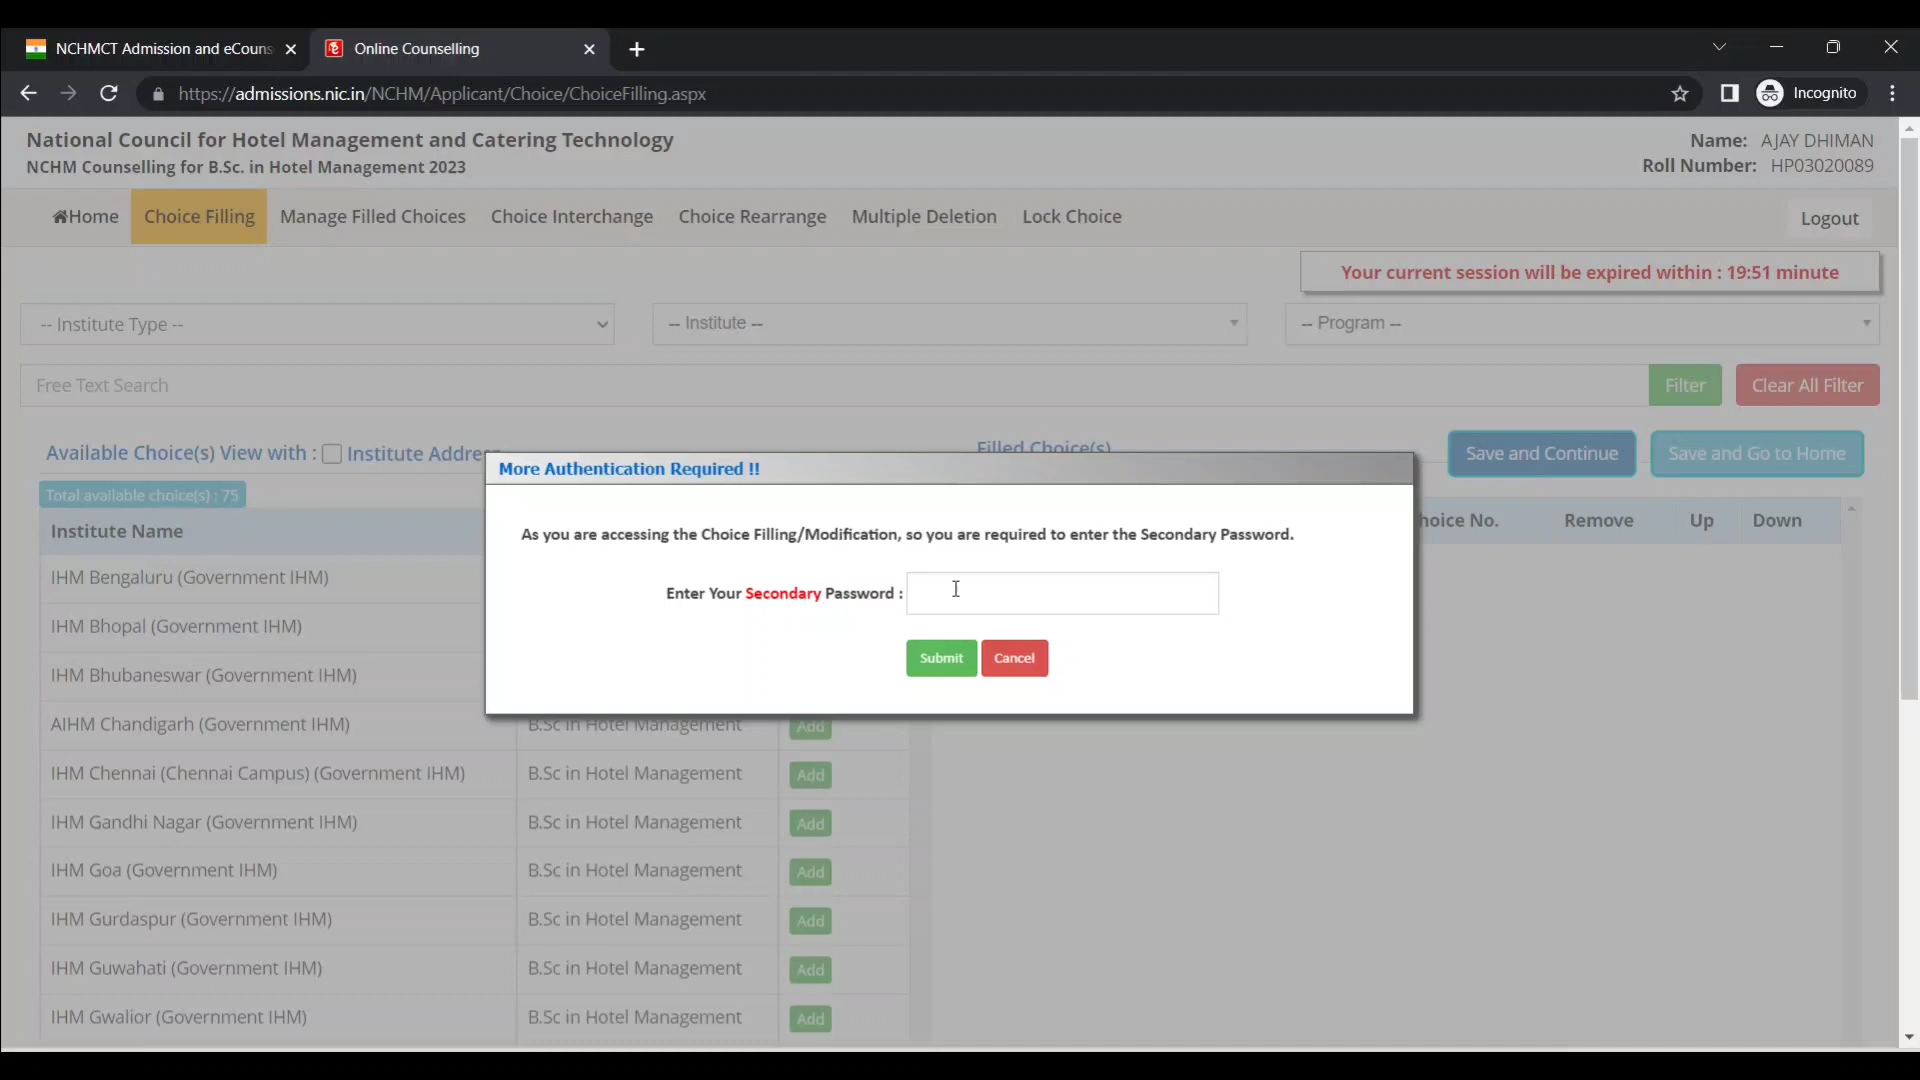 NCHMCT Admission and eCouns
Online Counselling
https://admissions.nic.in/NCHM/Applicant/Choice/ChoiceFilling.aspx
Incognito
National Council for Hotel Management and Catering Technology
NCHM Counselling for B.Sc. in Hotel Management 2023
Name: AJAY DHIMAN
Roll Number: HP03020089
Home Choice Filling Manage Filled Choices Choice Interchange Choice Rearrange Multiple Deletion Lock Choice Logout
Your current session will be expired within : 19:51 minute
-- Institute Type -- -- Institute -- -- Program --
Free Text Search Filter Clear All Filter
Available Choice(s) View with : Institute Address
Filled Choice(s)
Save and Continue Save and Go to Home
Total available choice(s) : 75
Institute Name
hoice No. Remove Up Down
More Authentication Required !!
As you are accessing the Choice Filling/Modification, so you are required to enter the Secondary Password.
Enter Your Secondary Password :
Submit Cancel
IHM Bengaluru (Government IHM)
IHM Bhopal (Government IHM)
IHM Bhubaneswar (Government IHM)
AIHM Chandigarh (Government IHM) B.Sc in Hotel Management Add
IHM Chennai (Chennai Campus) (Government IHM) B.Sc in Hotel Management Add
IHM Gandhi Nagar (Government IHM) B.Sc in Hotel Management Add
IHM Goa (Government IHM) B.Sc in Hotel Management Add
IHM Gurdaspur (Government IHM) B.Sc in Hotel Management Add
IHM Guwahati (Government IHM) B.Sc in Hotel Management Add
IHM Gwalior (Government IHM) B.Sc in Hotel Management Add